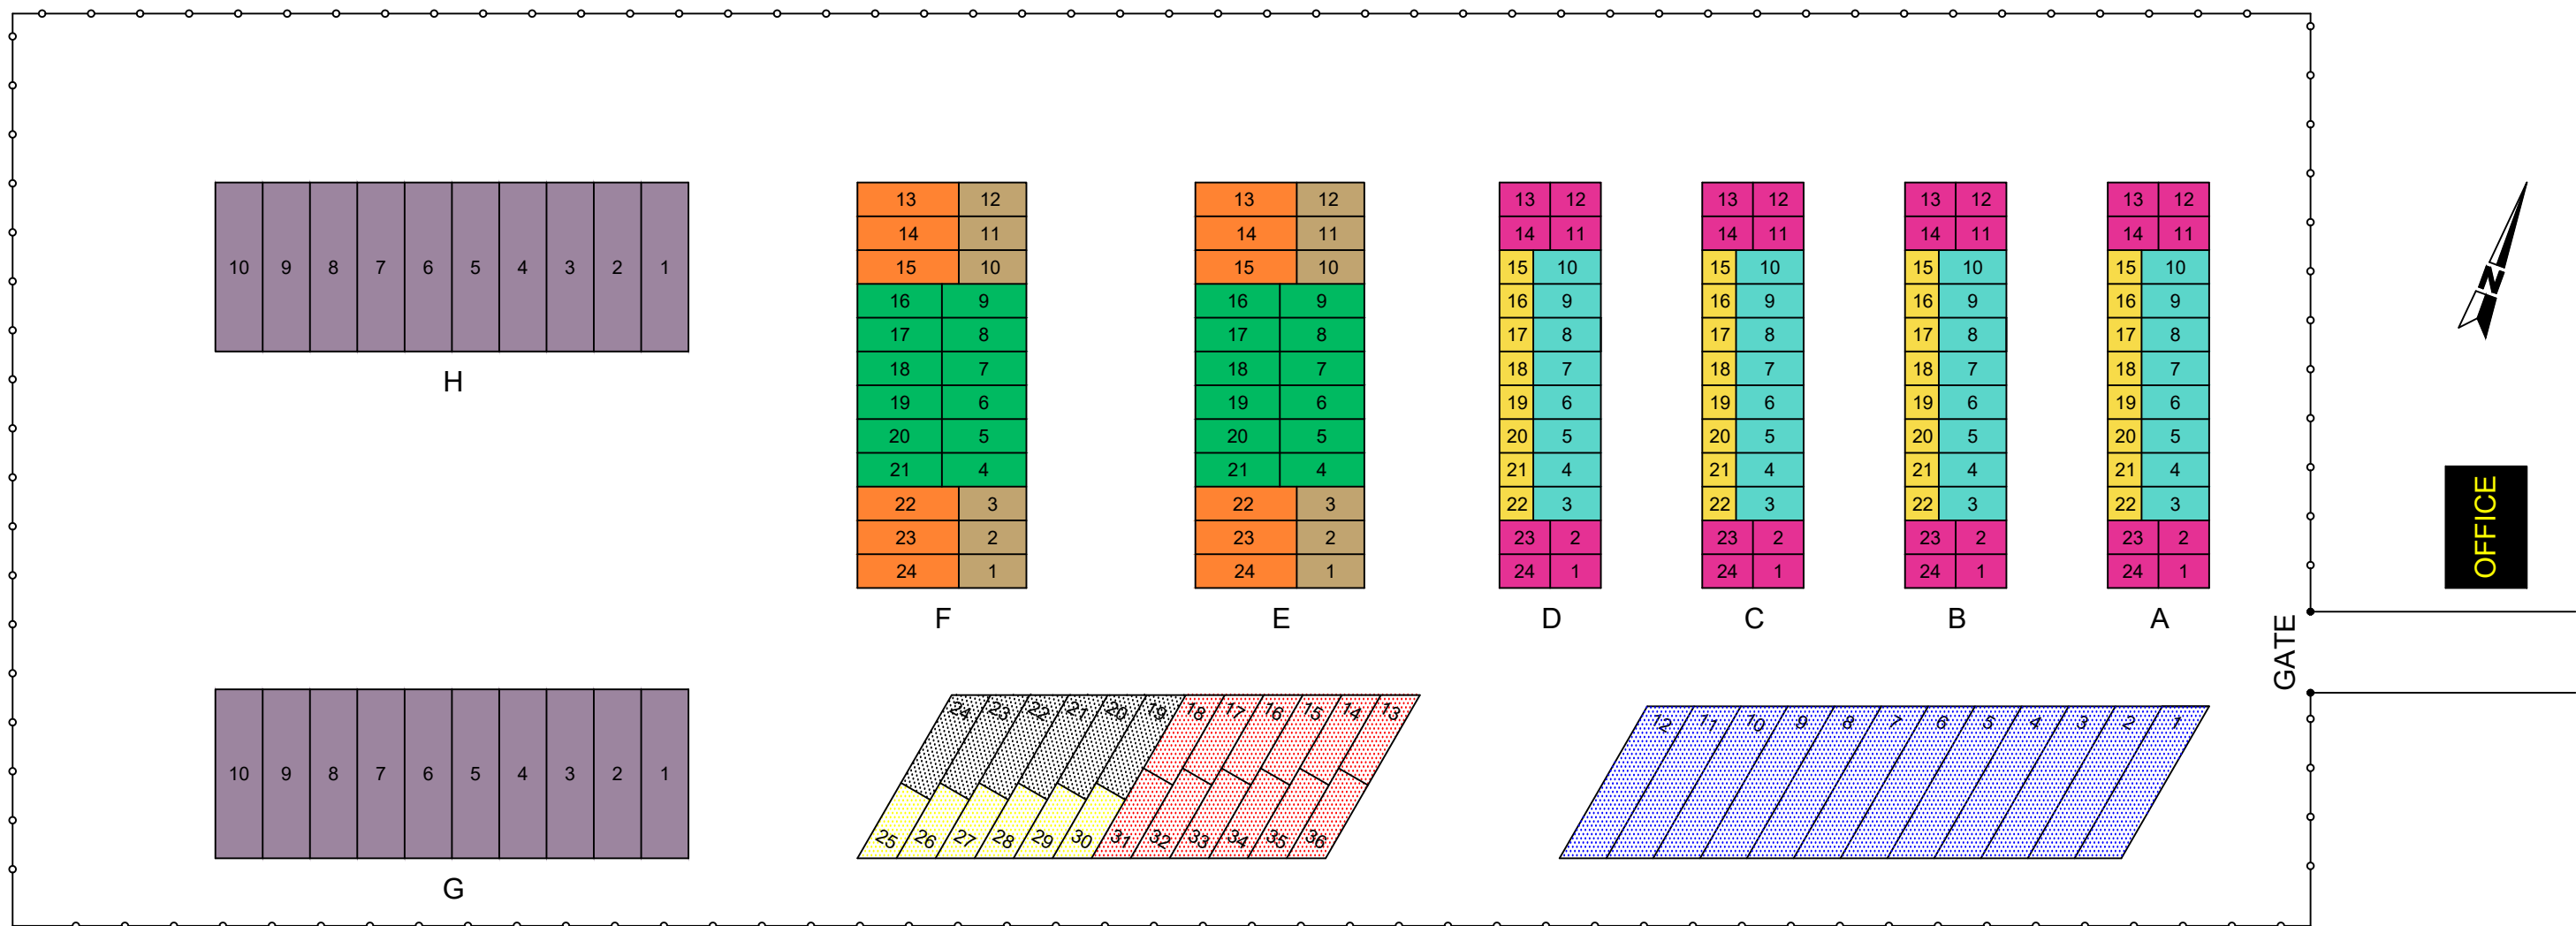 13 12 13 12 13 12 13 12 13 12 13 12
14 11 14 11 14 11 14 11 14 11 14 11
10 9 8 7 6 5 4 3 2 1 15 10 15 10 15 10 15 10 15 10 15 10
N
16 9 16 9 16 9 16 9 16 9 16 9
17 8 17 8 17 8 17 8 17 8 17 8
18 7 18 7 18 7 18 7 18 7 18 7
H
19 6 19 6 19 6 19 6 19 6 19 6
20 5 20 5 20 5 20 5 20 5 20 5
21 4 21 4 21 4 21 4 21 4 21 4
22 3 22 3 22 3 22 3 22 3 22 3
OFFICE
23 2 23 2 23 2 23 2 23 2 23 2
24 1 24 1 24 1 24 1 24 1 24 1
F E D C B A
GATE
24 23 22 21 20 19 18 17 16 15 14 13
12 11 10 9 8 7 6 5 4 3 2 1
10 9 8 7 6 5 4 3 2 1
25 26 27 28 29 30 31 32 33 34 35 36
G